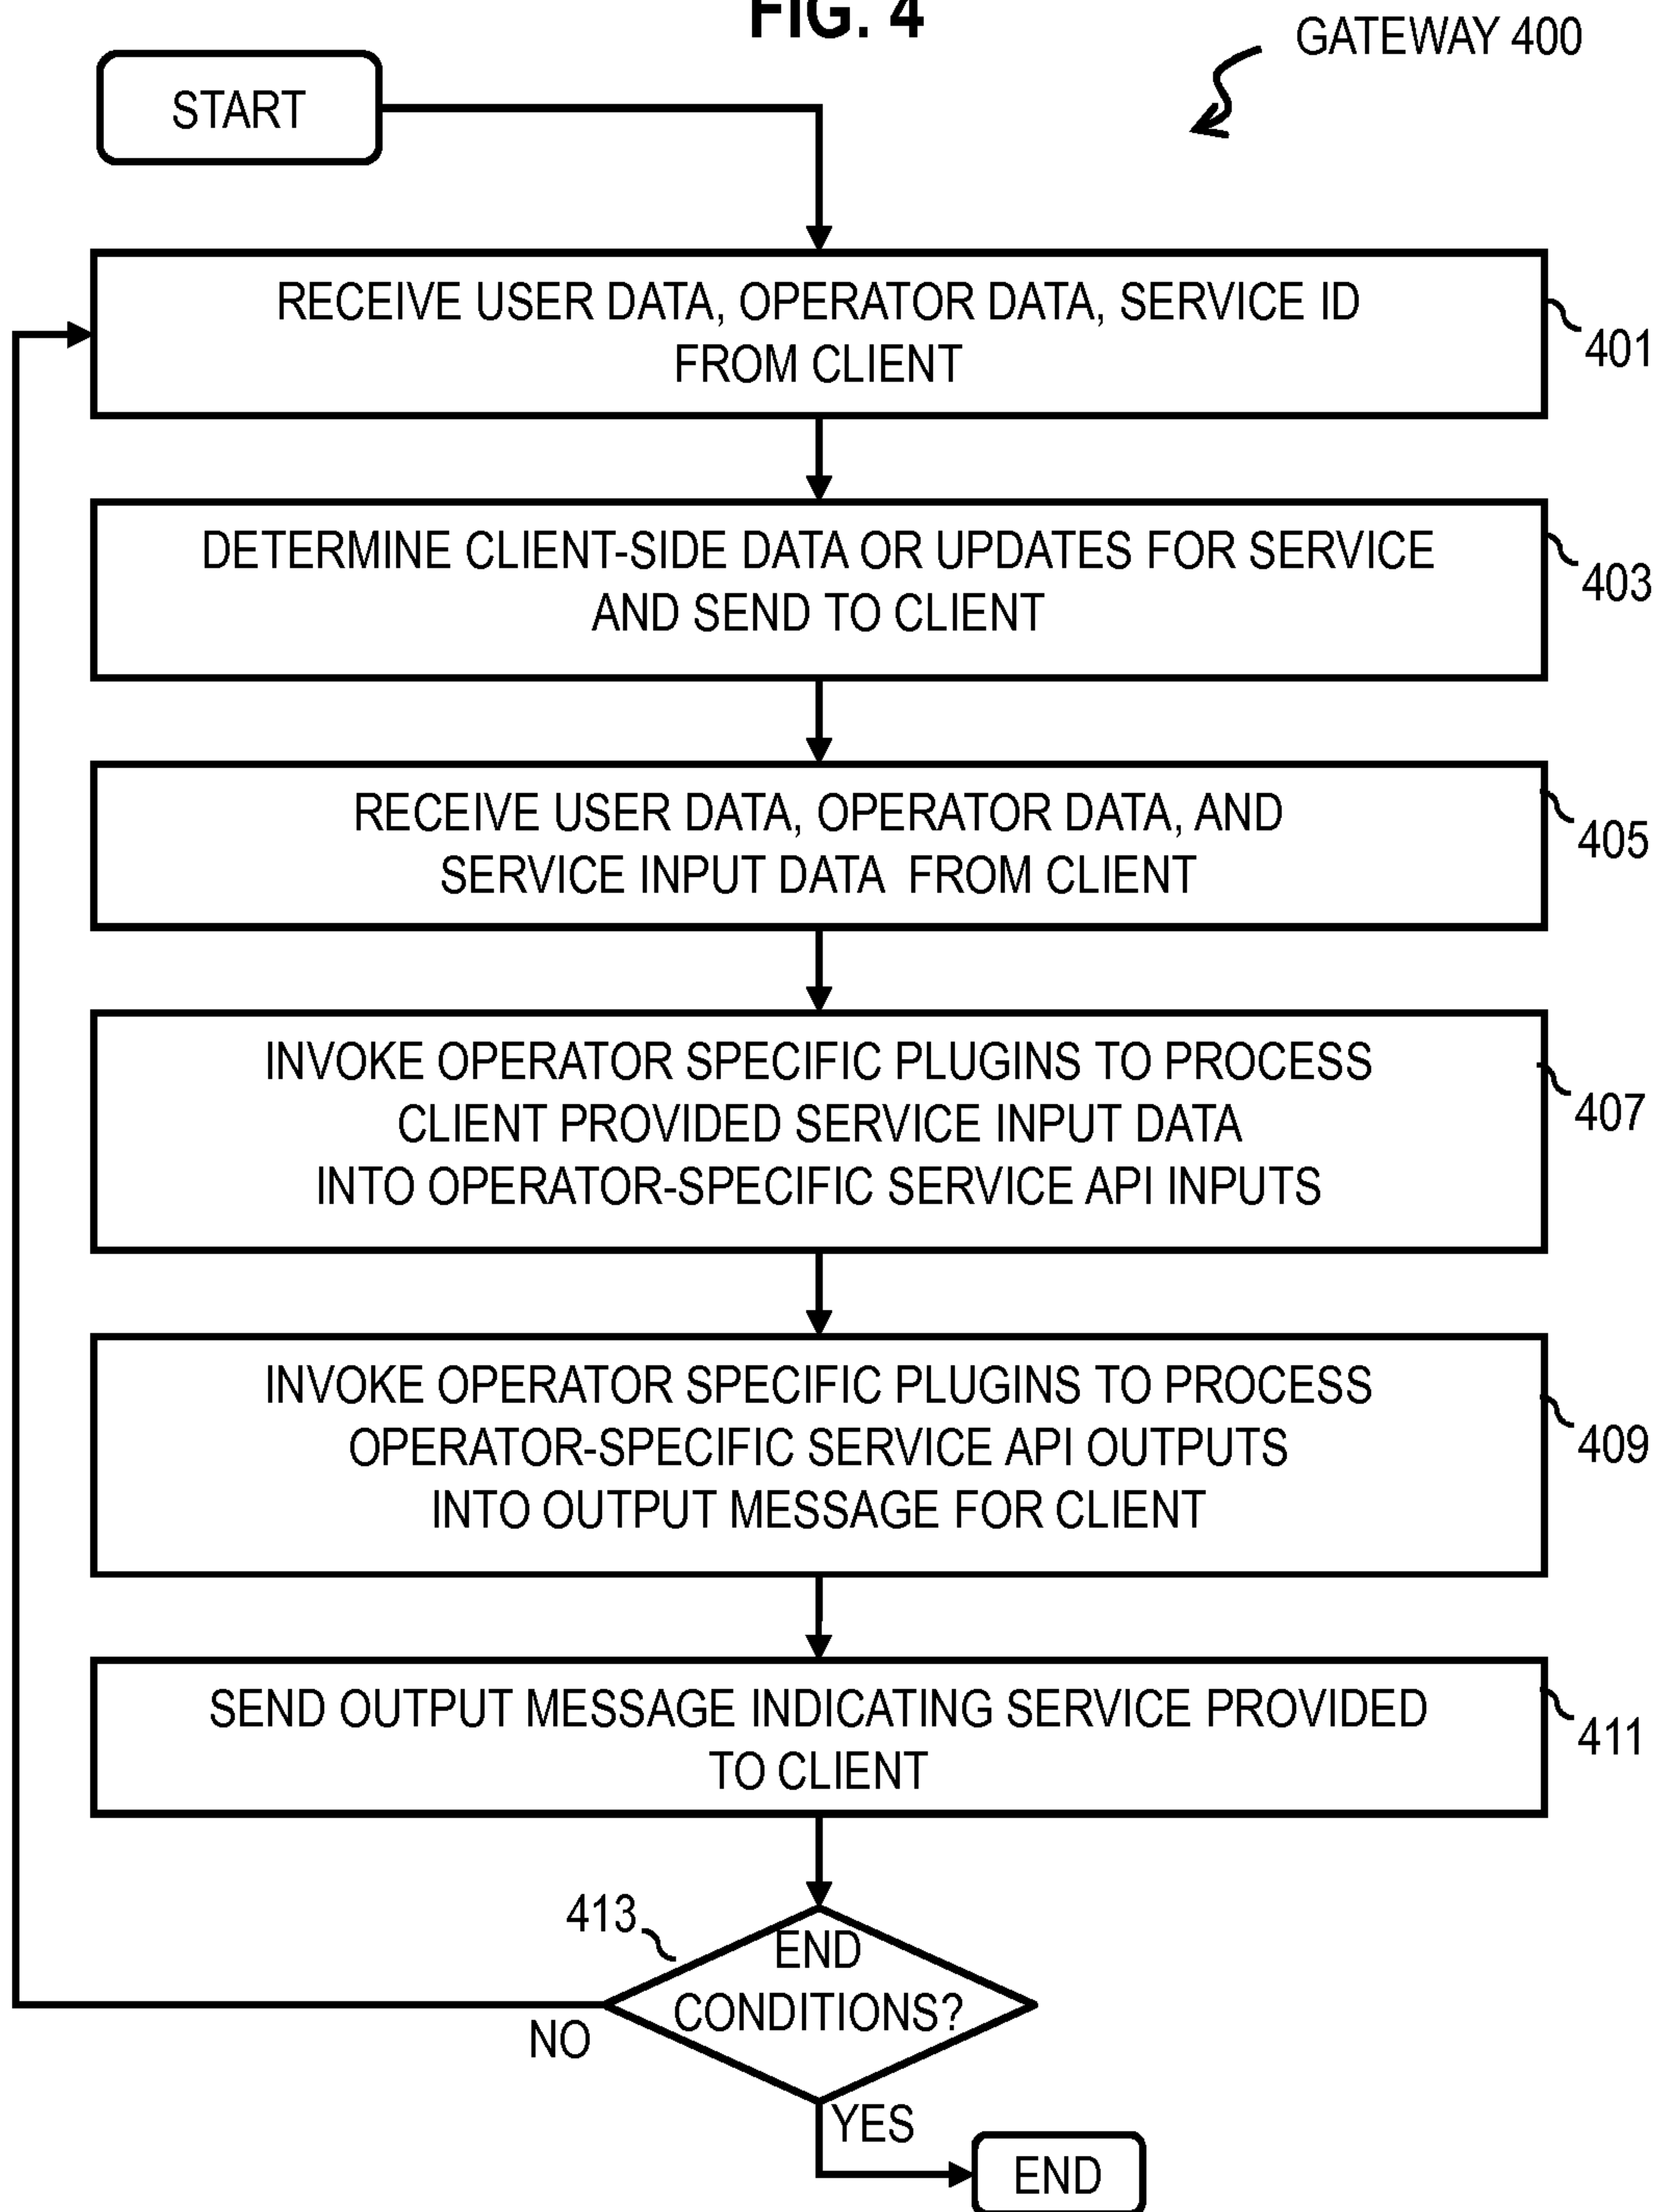 FIG. 4
GATEWAY 400
START
RECEIVE USER DATA, OPERATOR DATA, SERVICE ID
FROM CLIENT
401
DETERMINE CLIENT-SIDE DATA OR UPDATES FOR SERVICE
AND SEND TO CLIENT
403
RECEIVE USER DATA, OPERATOR DATA, AND
SERVICE INPUT DATA FROM CLIENT
405
INVOKE OPERATOR SPECIFIC PLUGINS TO PROCESS
CLIENT PROVIDED SERVICE INPUT DATA
INTO OPERATOR-SPECIFIC SERVICE API INPUTS
407
INVOKE OPERATOR SPECIFIC PLUGINS TO PROCESS
OPERATOR-SPECIFIC SERVICE API OUTPUTS
INTO OUTPUT MESSAGE FOR CLIENT
409
SEND OUTPUT MESSAGE INDICATING SERVICE PROVIDED
TO CLIENT
411
413
END
CONDITIONS?
NO
YES
END